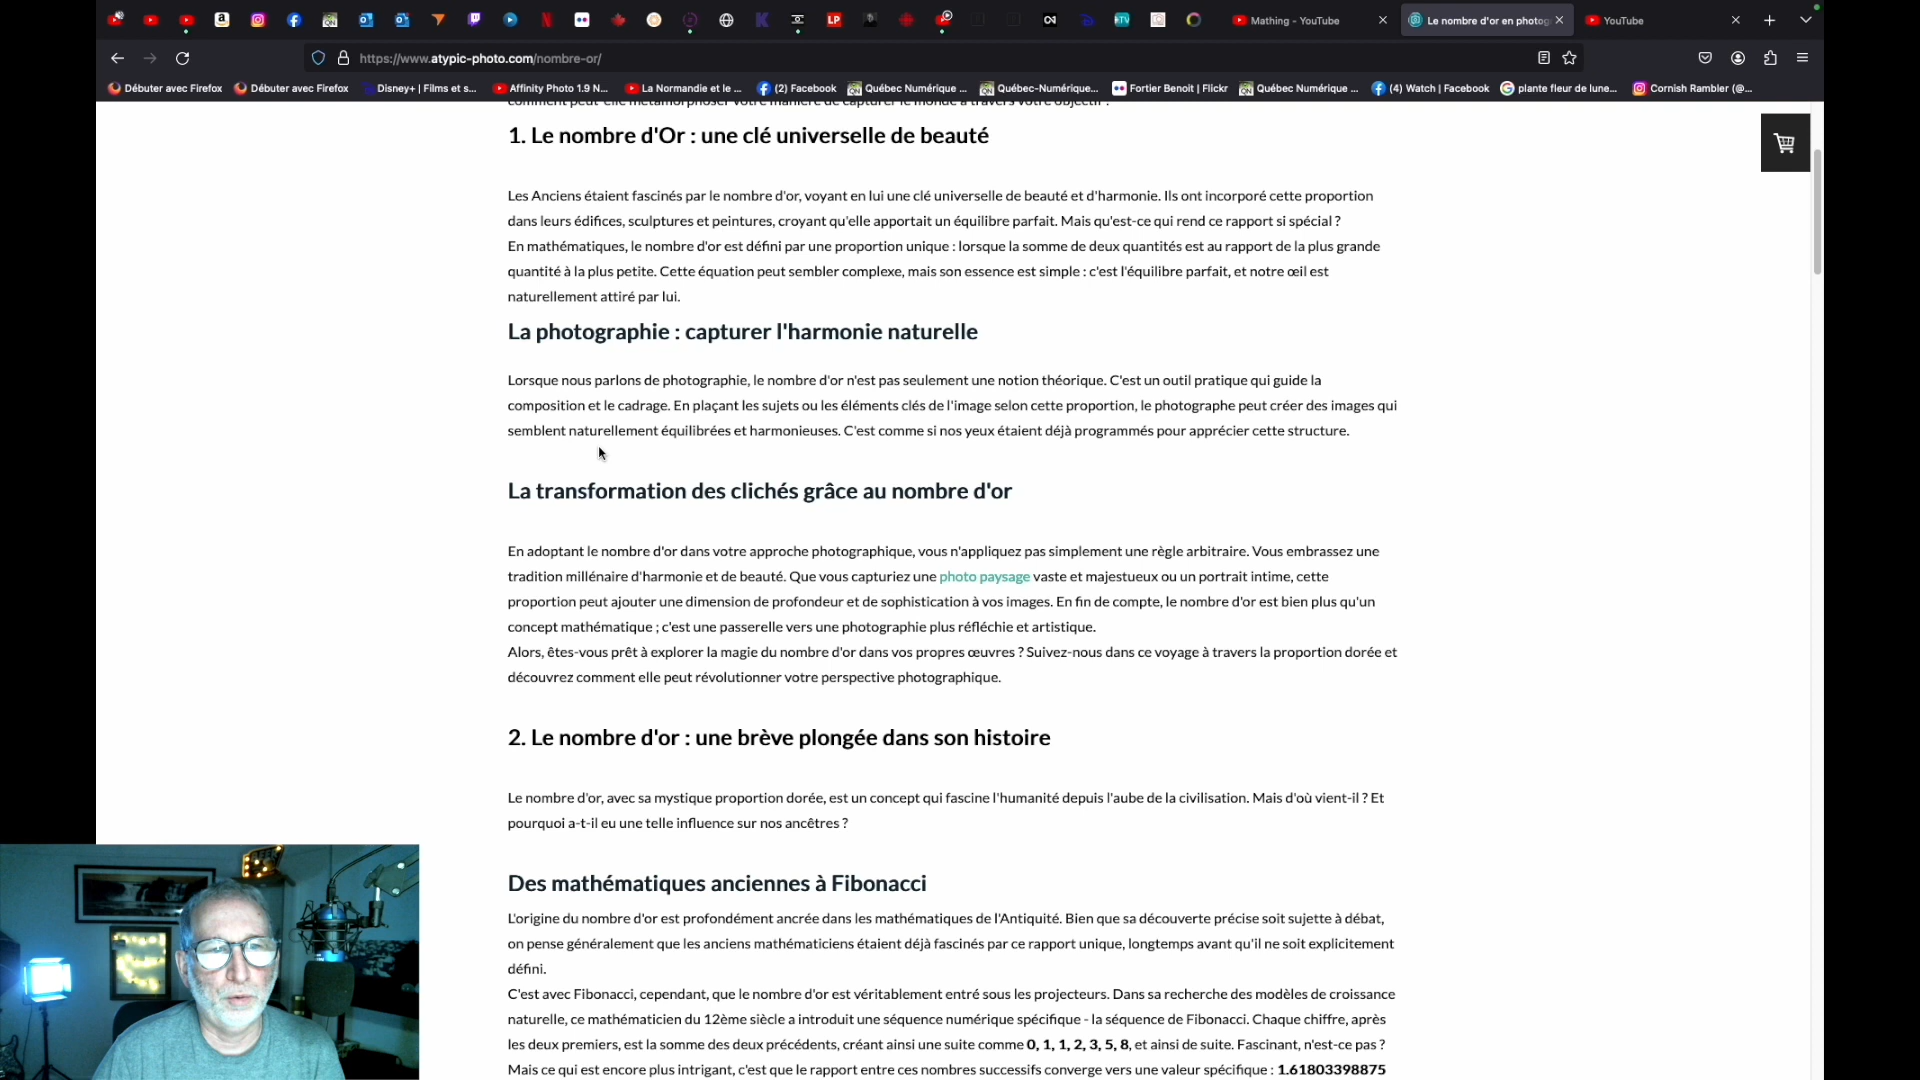 Mathing - YouTube
Le nombre d'or en photog
YouTube
https://www.atypic-photo.com/nombre-or/
Débuter avec Firefox
Débuter avec Firefox
Disney+ | Films et s...
Affinity Photo 1.9 N...
La Normandie et le ...
(2) Facebook
Québec Numérique ...
Québec-Numérique...
Fortier Benoit | Flickr
Québec Numérique ...
(4) Watch | Facebook
plante fleur de lune...
Cornish Rambler (@...
comment peut-elle métamorphoser votre manière de capturer le monde à travers votre objectif ?
1. Le nombre d'Or : une clé universelle de beauté
Les Anciens étaient fascinés par le nombre d'or, voyant en lui une clé universelle de beauté et d'harmonie. Ils ont incorporé cette proportion
dans leurs édifices, sculptures et peintures, croyant qu'elle apportait un équilibre parfait. Mais qu'est-ce qui rend ce rapport si spécial ?
En mathématiques, le nombre d'or est défini par une proportion unique : lorsque la somme de deux quantités est au rapport de la plus grande
quantité à la plus petite. Cette équation peut sembler complexe, mais son essence est simple : c'est l'équilibre parfait, et notre œil est
naturellement attiré par lui.
La photographie : capturer l'harmonie naturelle
Lorsque nous parlons de photographie, le nombre d'or n'est pas seulement une notion théorique. C'est un outil pratique qui guide la
composition et le cadrage. En plaçant les sujets ou les éléments clés de l'image selon cette proportion, le photographe peut créer des images qui
semblent naturellement équilibrées et harmonieuses. C'est comme si nos yeux étaient déjà programmés pour apprécier cette structure.
La transformation des clichés grâce au nombre d'or
En adoptant le nombre d'or dans votre approche photographique, vous n'appliquez pas simplement une règle arbitraire. Vous embrassez une
tradition millénaire d'harmonie et de beauté. Que vous capturiez une photo paysage vaste et majestueux ou un portrait intime, cette
proportion peut ajouter une dimension de profondeur et de sophistication à vos images. En fin de compte, le nombre d'or est bien plus qu'un
concept mathématique ; c'est une passerelle vers une photographie plus réfléchie et artistique.
Alors, êtes-vous prêt à explorer la magie du nombre d'or dans vos propres œuvres ? Suivez-nous dans ce voyage à travers la proportion dorée et
découvrez comment elle peut révolutionner votre perspective photographique.
2. Le nombre d'or : une brève plongée dans son histoire
Le nombre d'or, avec sa mystique proportion dorée, est un concept qui fascine l'humanité depuis l'aube de la civilisation. Mais d'où vient-il ? Et
pourquoi a-t-il eu une telle influence sur nos ancêtres ?
Des mathématiques anciennes à Fibonacci
L'origine du nombre d'or est profondément ancrée dans les mathématiques de l'Antiquité. Bien que sa découverte précise soit sujette à débat,
on pense généralement que les anciens mathématiciens étaient déjà fascinés par ce rapport unique, longtemps avant qu'il ne soit explicitement
défini.
C'est avec Fibonacci, cependant, que le nombre d'or est véritablement entré sous les projecteurs. Dans sa recherche des modèles de croissance
naturelle, ce mathématicien du 12ème siècle a introduit une séquence numérique spécifique - la séquence de Fibonacci. Chaque chiffre, après
les deux premiers, est la somme des deux précédents, créant ainsi une suite comme 0, 1, 1, 2, 3, 5, 8, et ainsi de suite. Fascinant, n'est-ce pas ?
Mais ce qui est encore plus intrigant, c'est que le rapport entre ces nombres successifs converge vers une valeur spécifique : 1.61803398875